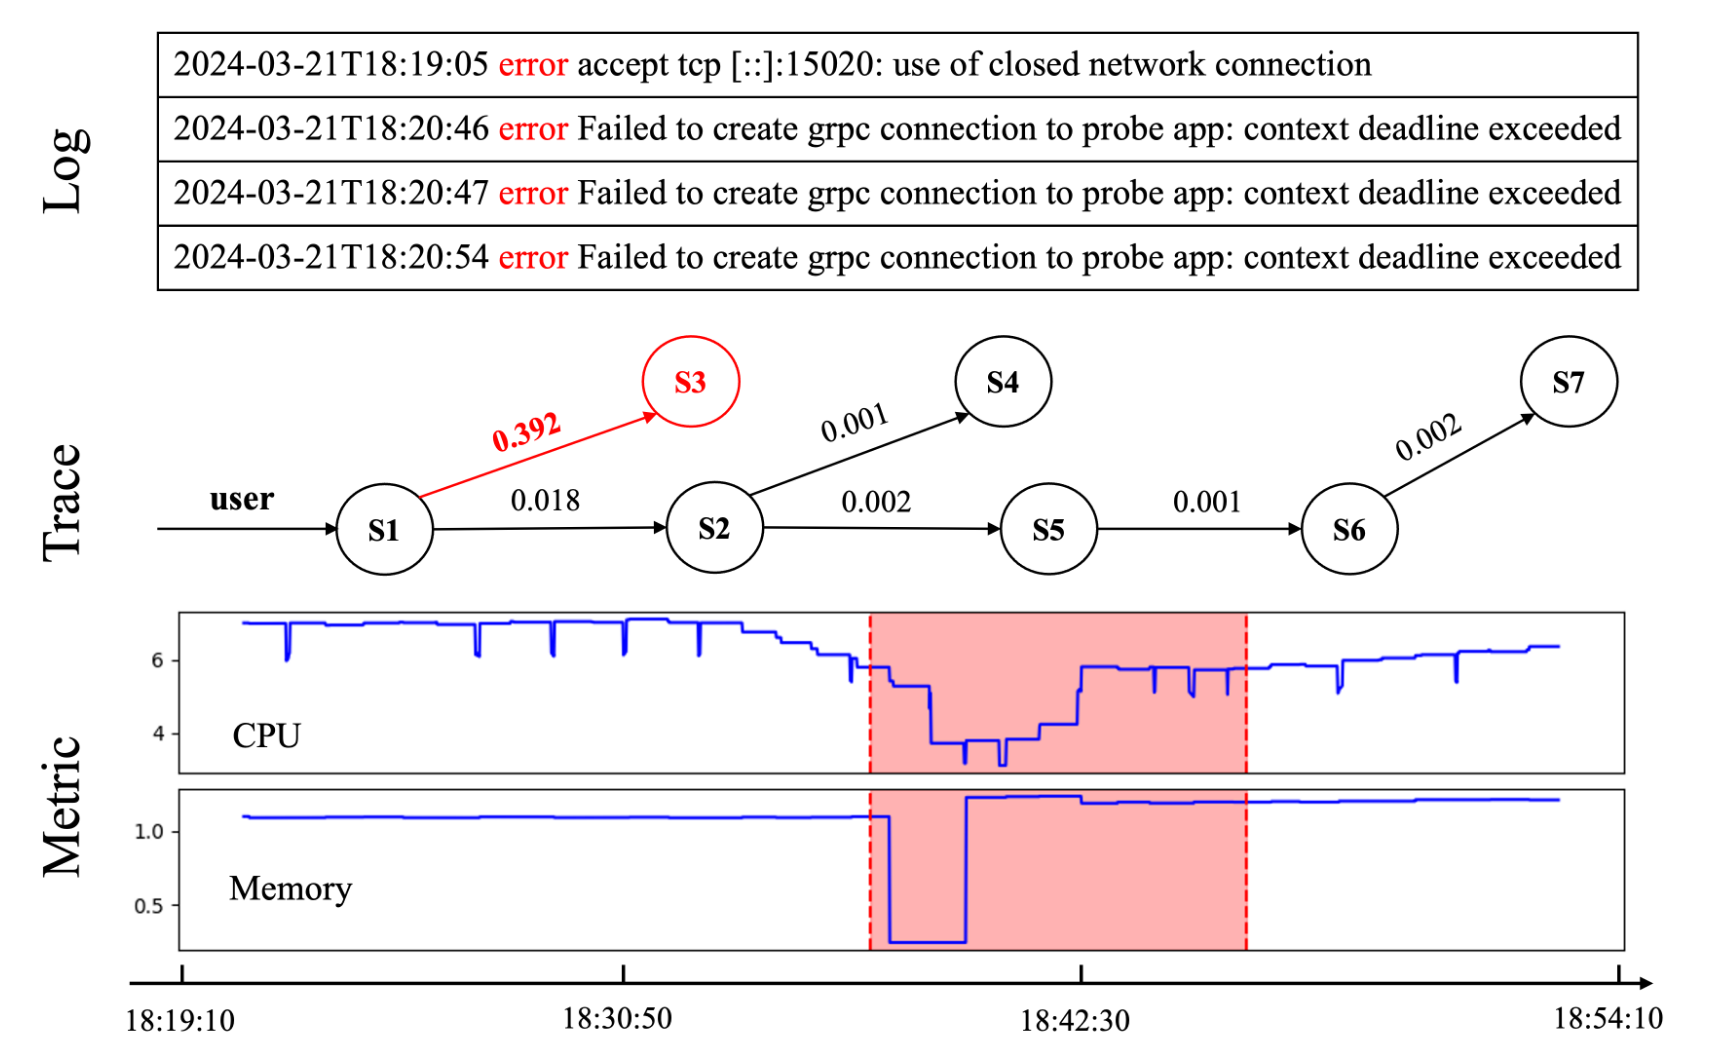 Log
2024-03-21T18:19:05 error accept tcp [::]:15020: use of closed network connection
2024-03-21T18:20:46 error Failed to create grpc connection to probe app: context deadline exceeded
2024-03-21T18:20:47 error Failed to create grpc connection to probe app: context deadline exceeded
2024-03-21T18:20:54 error Failed to create grpc connection to probe app: context deadline exceeded
Trace
S3
S4
S7
0.392
0.001
0.002
user
0.018
0.002
0.001
S1
S2
S5
S6
Metric
6
4
CPU
1.0
0.5
Memory
18:19:10
18:30:50
18:42:30
18:54:10